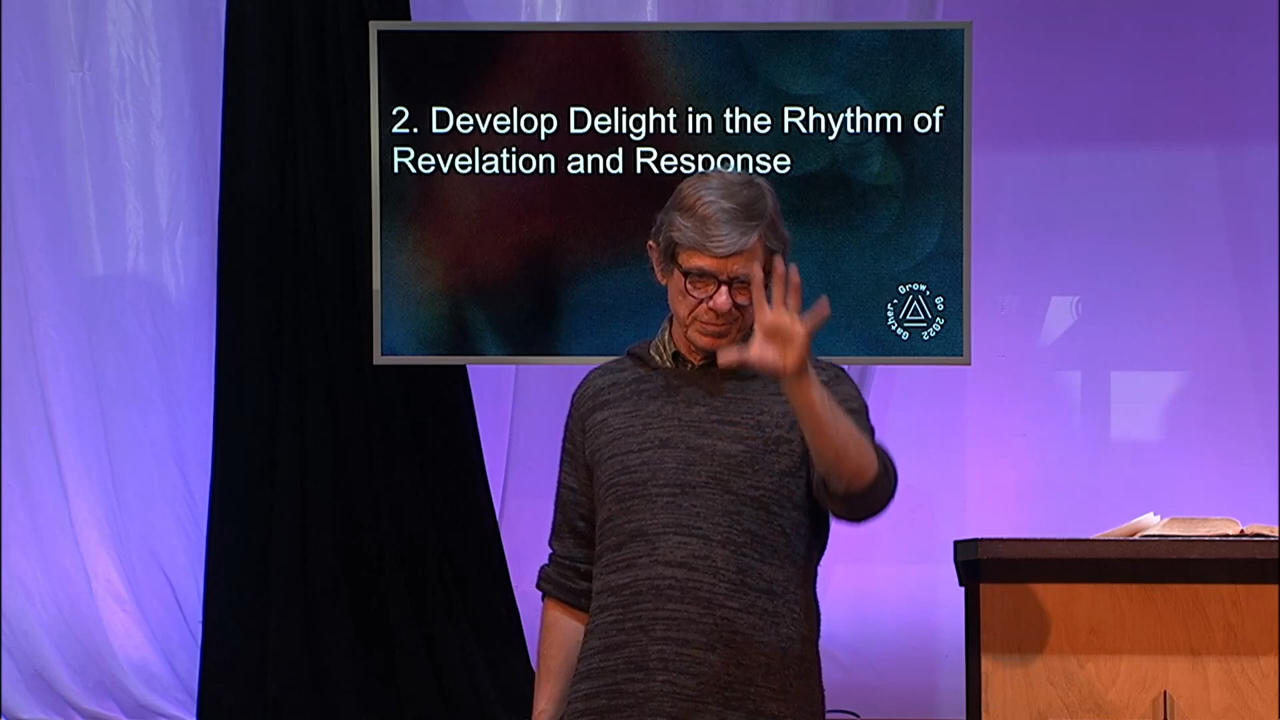 2. Develop Delight in the Rhythm of
Revelation and Response
Gather, Grow, Go 2022